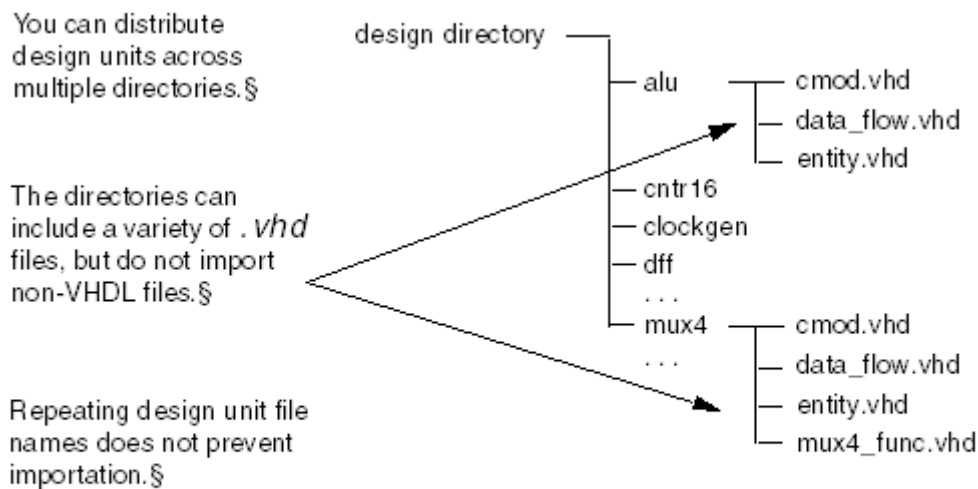 You can distribute
design units across
multiple directories.§
The directories can
include a variety of .vhd
files, but do not import
non-VHDL files.§
Repeating design unit file
names does not prevent
importation.§
design directory
alu
cmod.vhd
data_flow.vhd
entity.vhd
cntr16
clockgen
dff
...
mux4
cmod.vhd
data_flow.vhd
entity.vhd
mux4_func.vhd
...